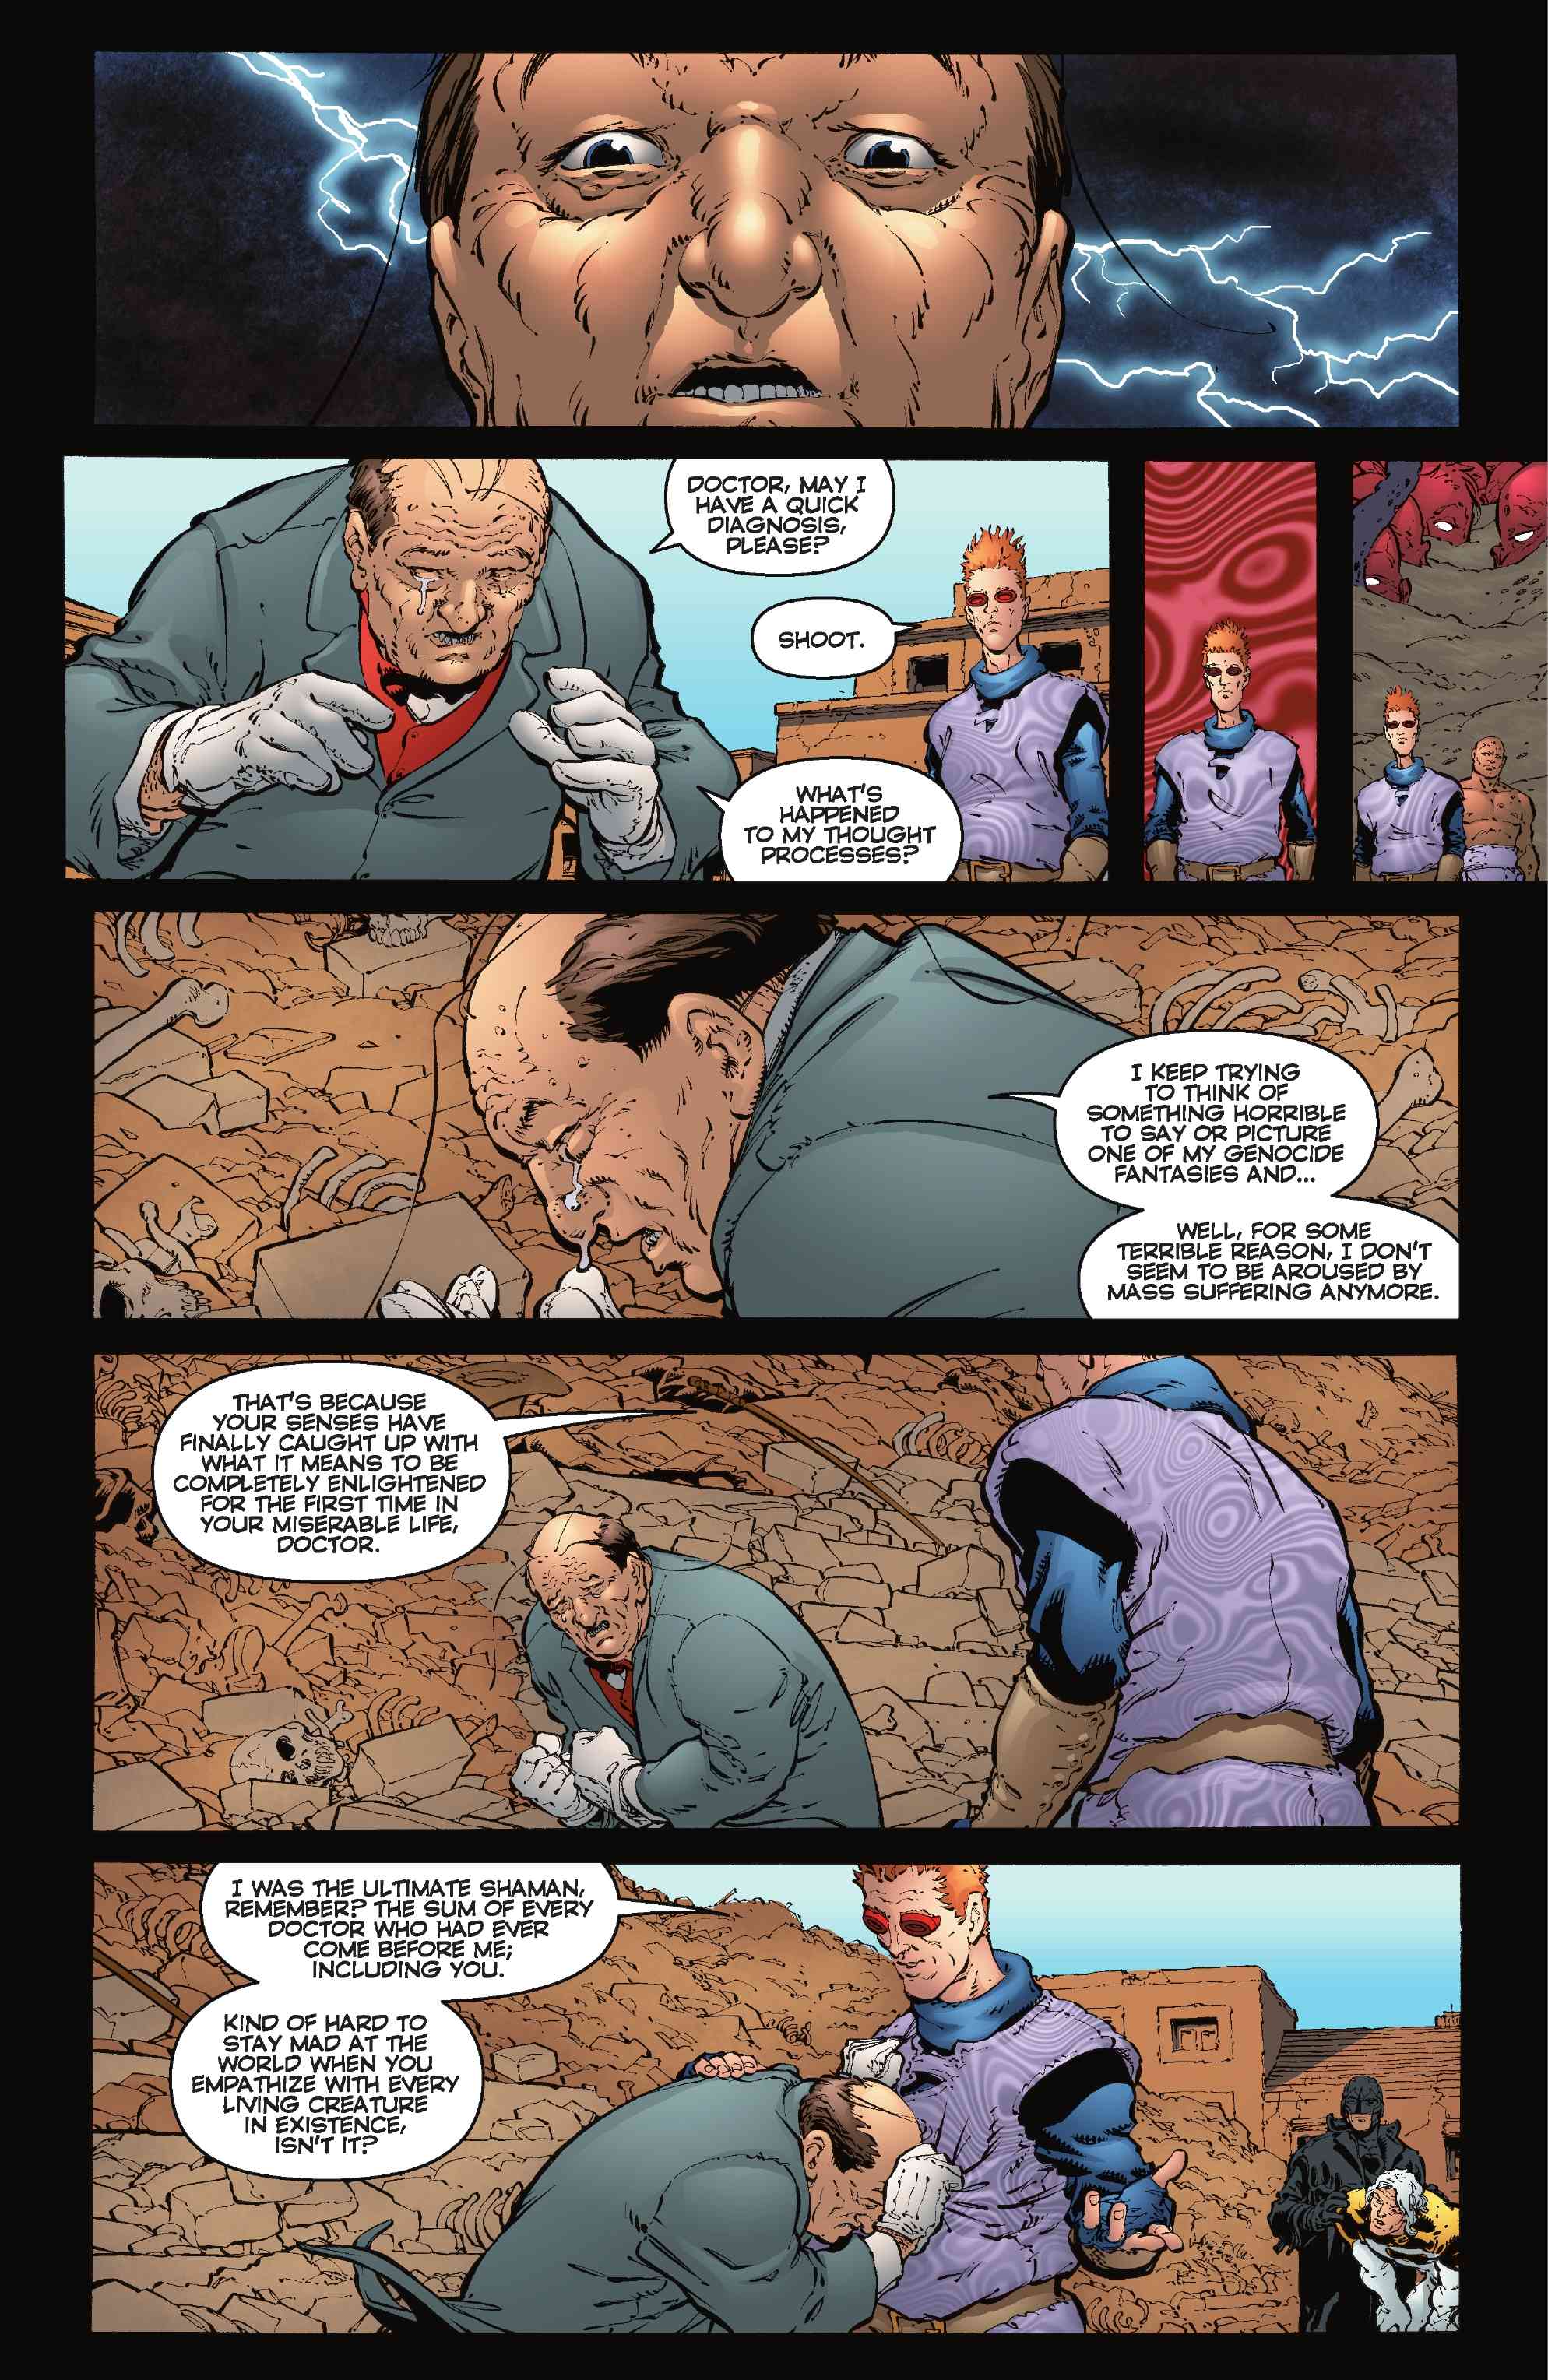 DOCTOR, MAY I
HAVE A QUICK
DIAGNOSIS,
PLEASE?
SHOOT.
WHAT'S
HAPPENED
TO MY THOUGHT
PROCESSES?
I KEEP TRYING
TO THINK OF
SOMETHING HORRIBLE
TO SAY OR PICTURE
ONE OF MY GENOCIDE
FANTASIES AND...
WELL, FOR SOME
TERRIBLE REASON, I DON'T
SEEM TO BE AROUSED BY
MASS SUFFERING ANYMORE.
THAT'S BECAUSE
YOUR SENSES HAVE
FINALLY CAUGHT UP WITH
WHAT IT MEANS TO BE
COMPLETELY ENLIGHTENED
FOR THE FIRST TIME IN
YOUR MISERABLE LIFE,
DOCTOR.
I WAS THE ULTIMATE SHAMAN,
REMEMBER? THE SUM OF EVERY
DOCTOR WHO HAD EVER
COME BEFORE ME;
INCLUDING YOU.
KIND OF HARD TO
STAY MAD AT THE
WORLD WHEN YOU
EMPATHIZE WITH EVERY
LIVING CREATURE
IN EXISTENCE,
ISN'T IT?